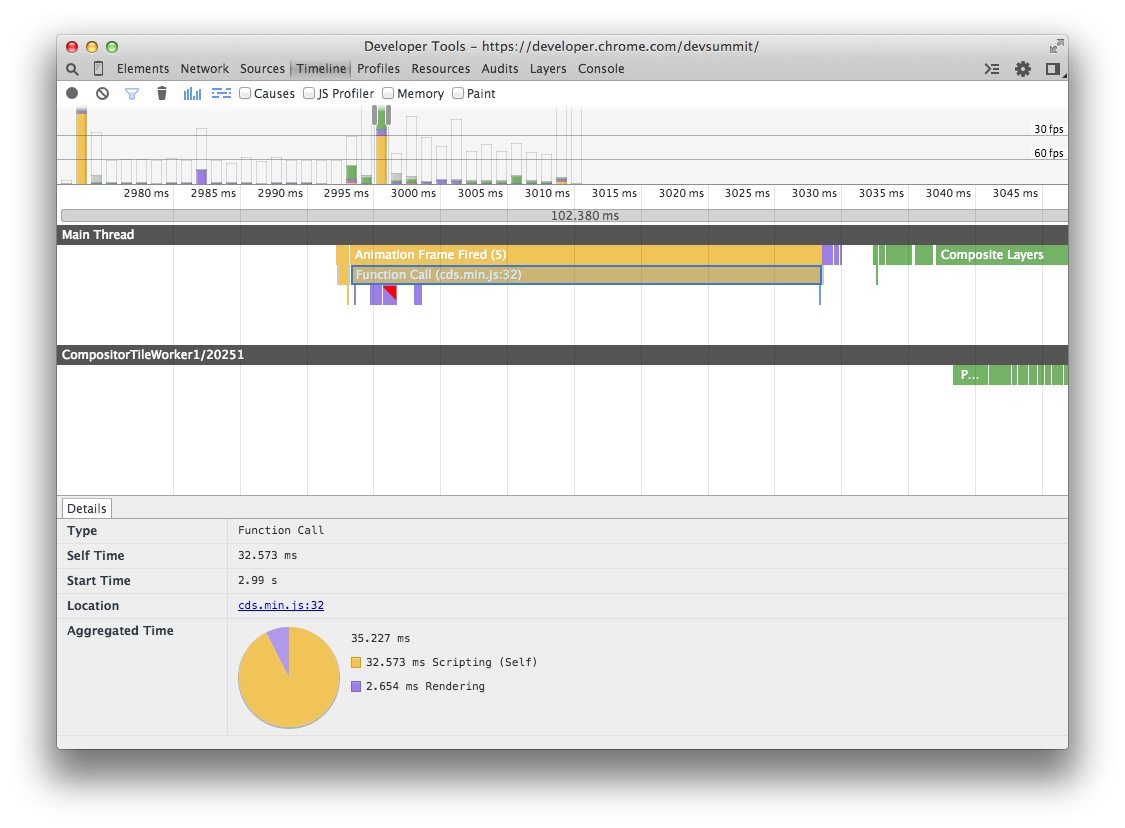 Developer Tools - https://developer.chrome.com/devsummit/
Elements Network Sources Timeline Profiles Resources Audits Layers Console
Causes JS Profiler Memory Paint
30 fps
60 fps
2980 ms 2985 ms 2990 ms 2995 ms 3000 ms 3005 ms 3010 ms 3015 ms 3020 ms 3025 ms 3030 ms 3035 ms 3040 ms 3045 ms
102.380 ms
Main Thread
Animation Frame Fired (5) Composite Layers
Function Call (cds.min.js:32)
CompositorTileWorker1/20251
P...
Details
Type Function Call
Self Time 32.573 ms
Start Time 2.99 s
Location cds.min.js:32
Aggregated Time
35.227 ms
32.573 ms Scripting (Self)
2.654 ms Rendering